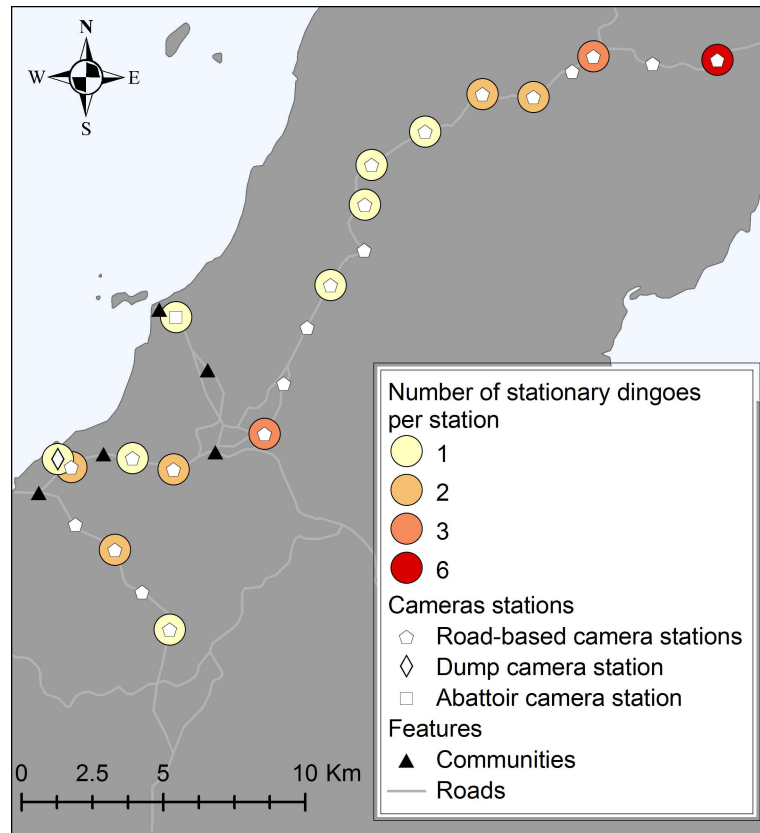 N
W E
S
Number of stationary dingoes
per station
1
2
3
6
Cameras stations
Road-based camera stations
Dump camera station
Abattoir camera station
Features
Communities
Roads
0 2.5 5 10 Km